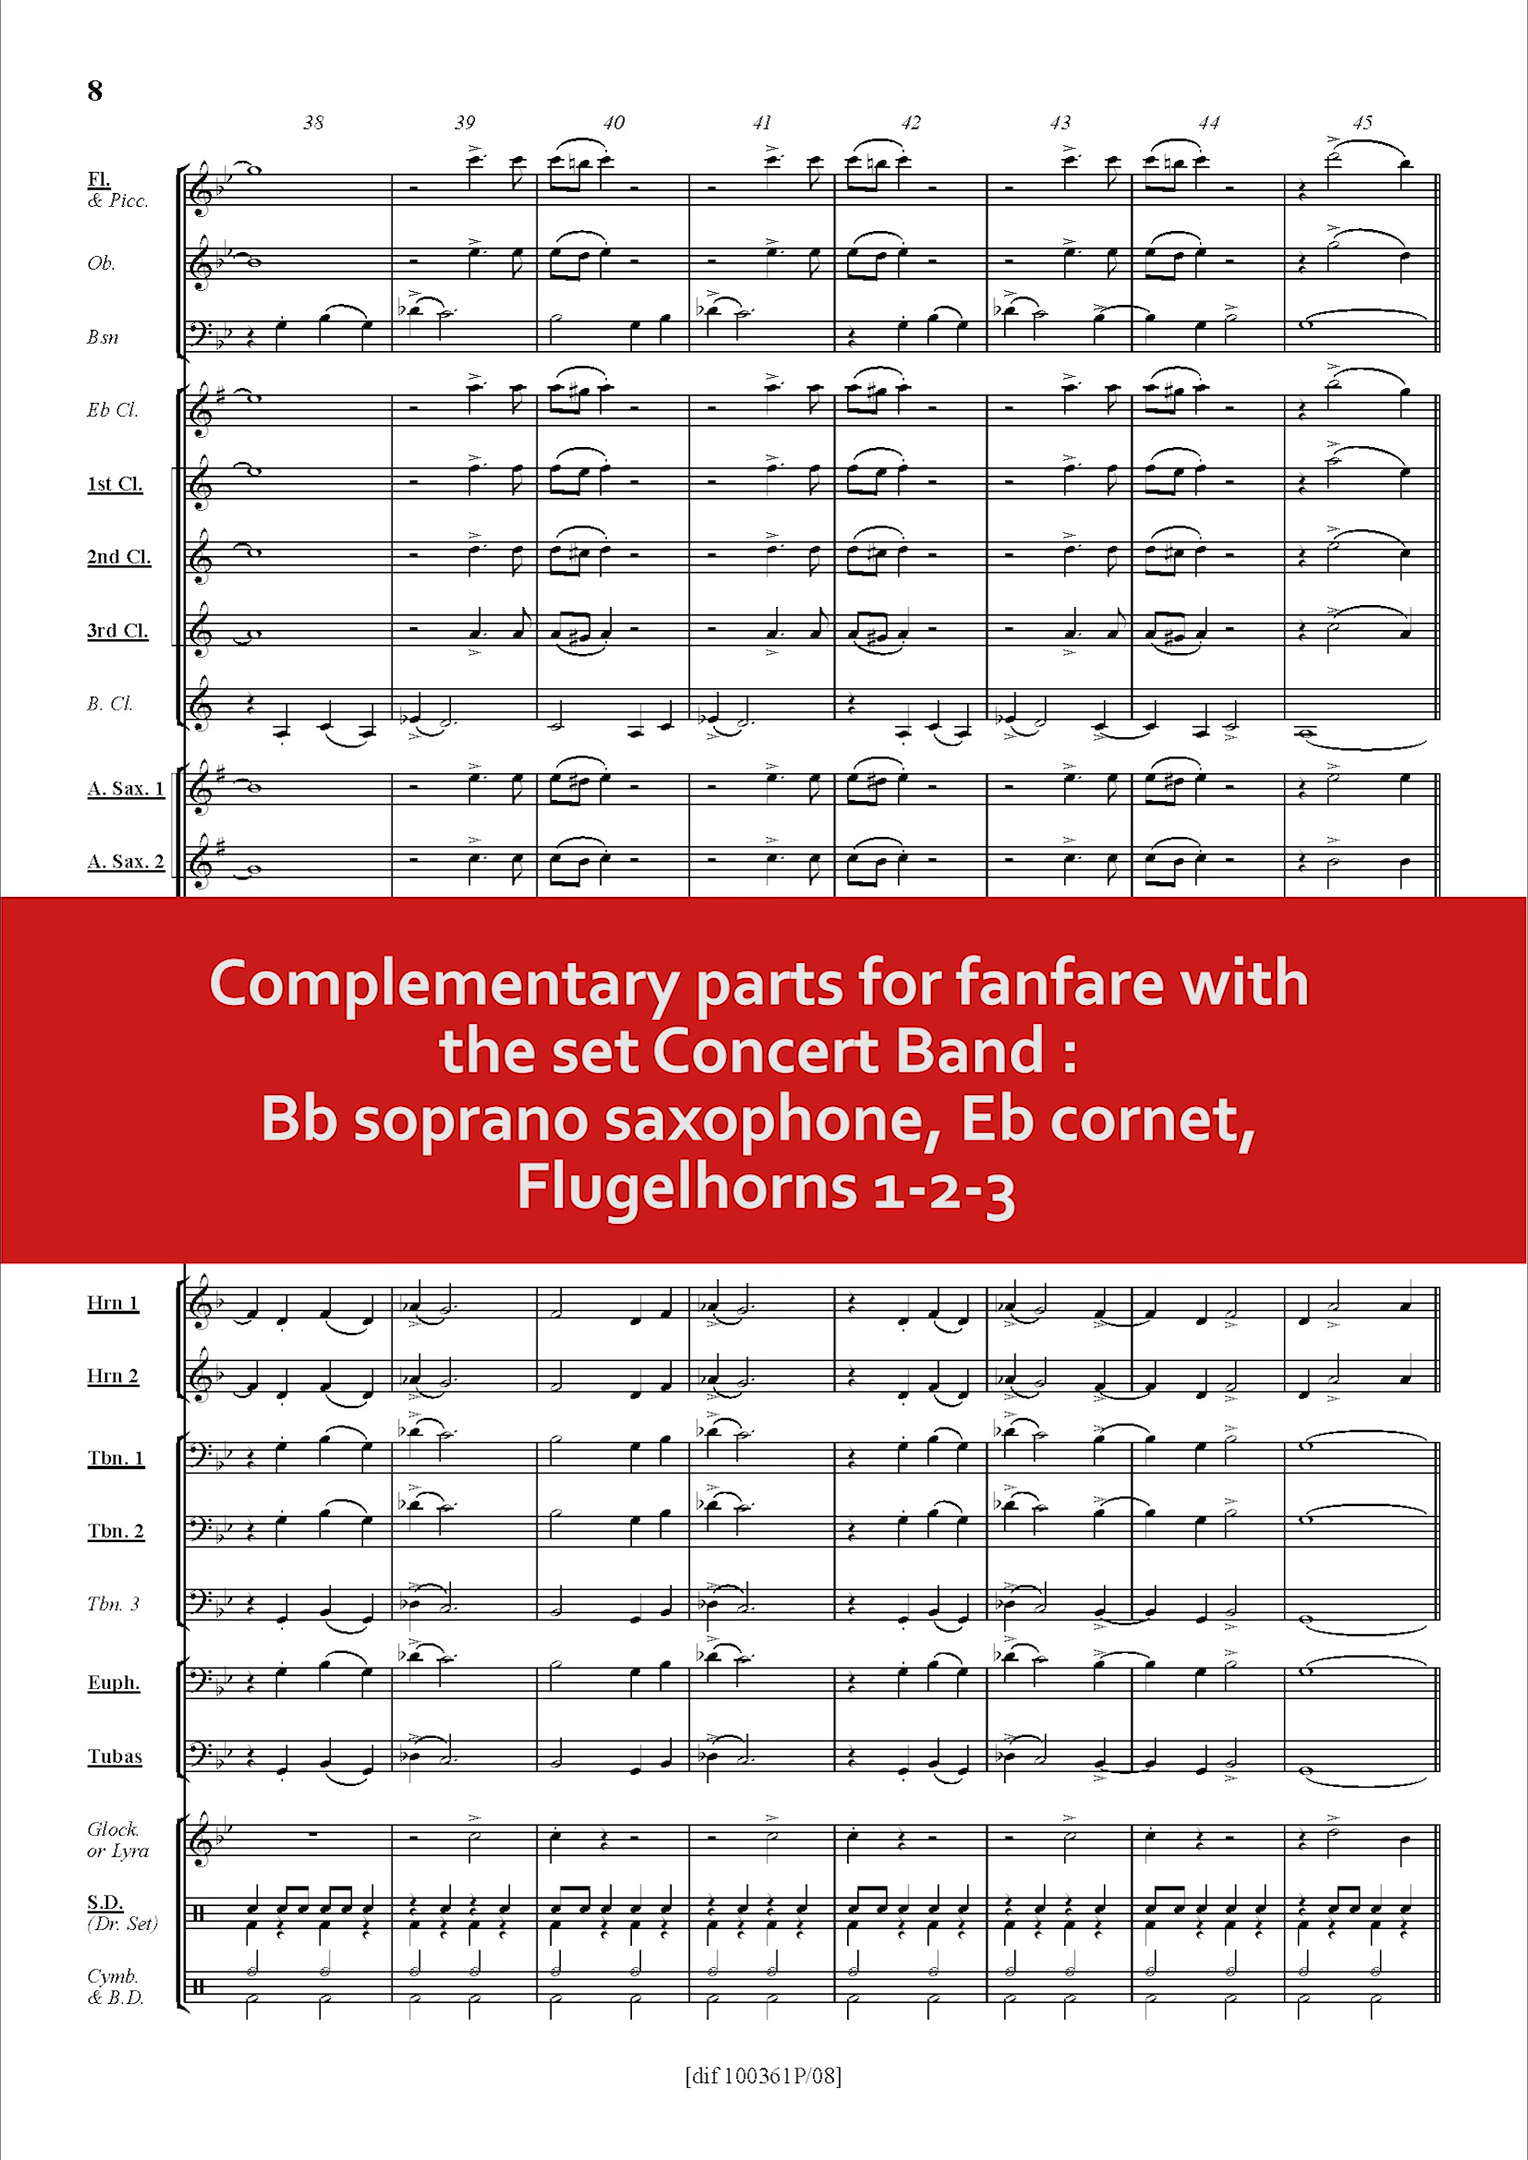 8
38 39 40 41 42 43 44 45
Fl.
& Picc.
Ob.
Bsn
Eb Cl.
1st Cl.
2nd Cl.
3rd Cl.
B. Cl.
A. Sax. 1
A. Sax. 2
Complementary parts for fanfare with
the set Concert Band :
Bb soprano saxophone, Eb cornet,
Flugelhorns 1-2-3
Hrn 1
Hrn 2
Tbn. 1
Tbn. 2
Tbn. 3
Euph.
Tubas
Glock.
or Lyra
S.D.
(Dr. Set)
Cymb.
& B.D.
[dif 100361P/08]